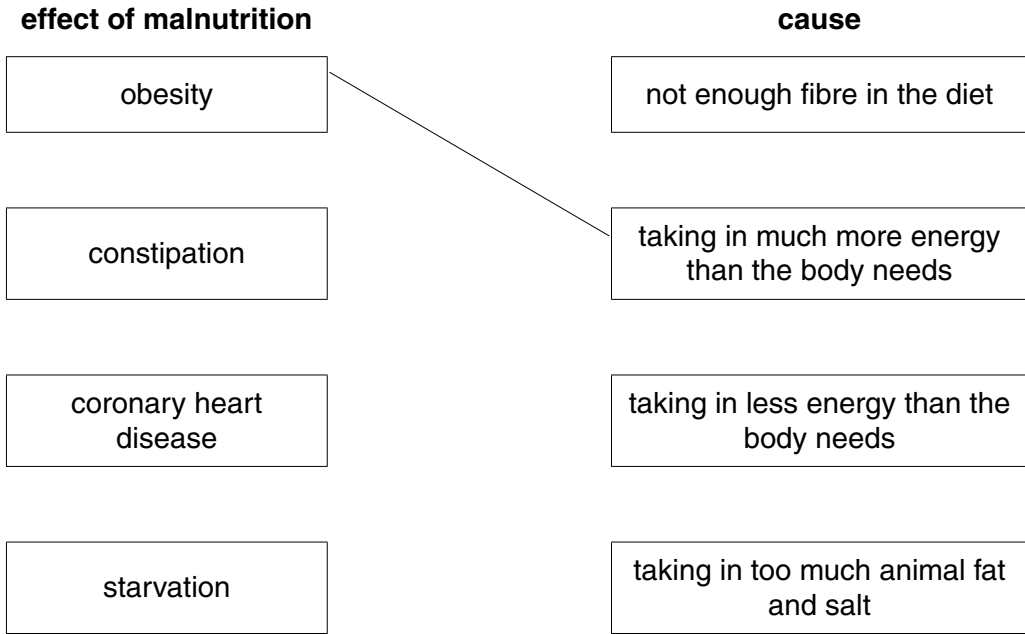 effect of malnutrition
cause
obesity
not enough fibre in the diet
constipation
taking in much more energy
than the body needs
coronary heart
disease
taking in less energy than the
body needs
starvation
taking in too much animal fat
and salt